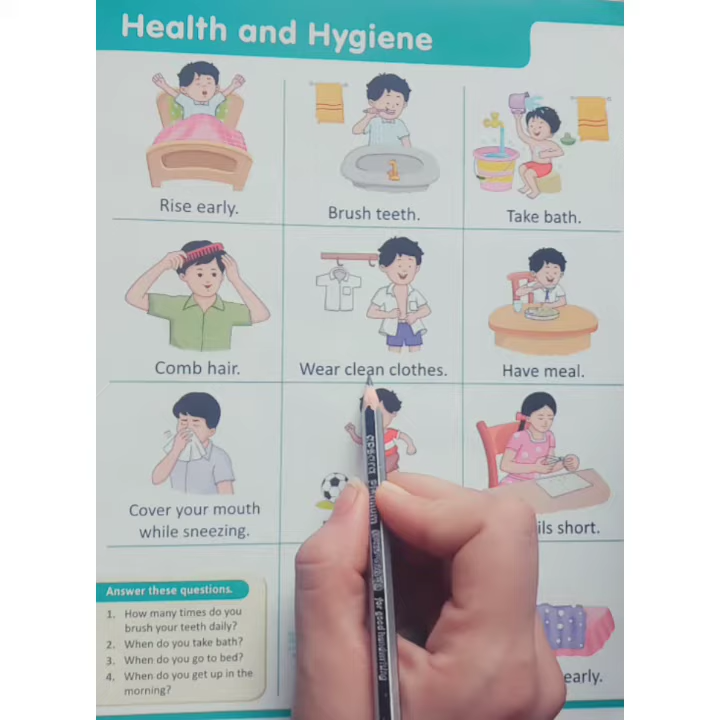 Health and Hygiene
Rise early.
Brush teeth.
Take bath.
Comb hair.
Wear clean clothes.
Have meal.
Cover your mouth
while sneezing.
ils short.
apsara Platinum
for good handwriting
Answer these questions.
1. How many times do you
brush your teeth daily?
2. When do you take bath?
3. When do you go to bed?
4. When do you get up in the
morning?
early.